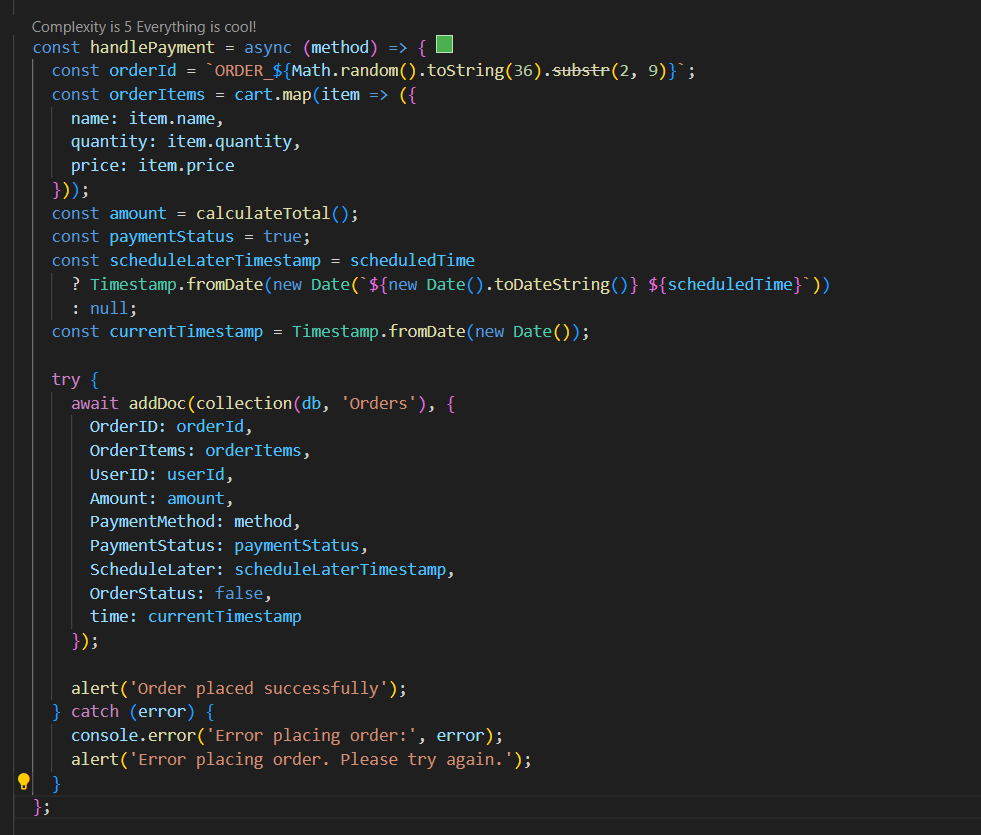 Complexity is 5 Everything is cool!
const handlePayment = async (method) => {
  const orderId = `ORDER_${Math.random().toString(36).substr(2, 9)}`;
  const orderItems = cart.map(item => ({
    name: item.name,
    quantity: item.quantity,
    price: item.price
  }));
  const amount = calculateTotal();
  const paymentStatus = true;
  const scheduleLaterTimestamp = scheduledTime
    ? Timestamp.fromDate(new Date(`${new Date().toDateString()} ${scheduledTime}`))
    : null;
  const currentTimestamp = Timestamp.fromDate(new Date());

  try {
    await addDoc(collection(db, 'Orders'), {
      OrderID: orderId,
      OrderItems: orderItems,
      UserID: userId,
      Amount: amount,
      PaymentMethod: method,
      PaymentStatus: paymentStatus,
      ScheduleLater: scheduleLaterTimestamp,
      OrderStatus: false,
      time: currentTimestamp
    });

    alert('Order placed successfully');
  } catch (error) {
    console.error('Error placing order:', error);
    alert('Error placing order. Please try again.');
  }
};